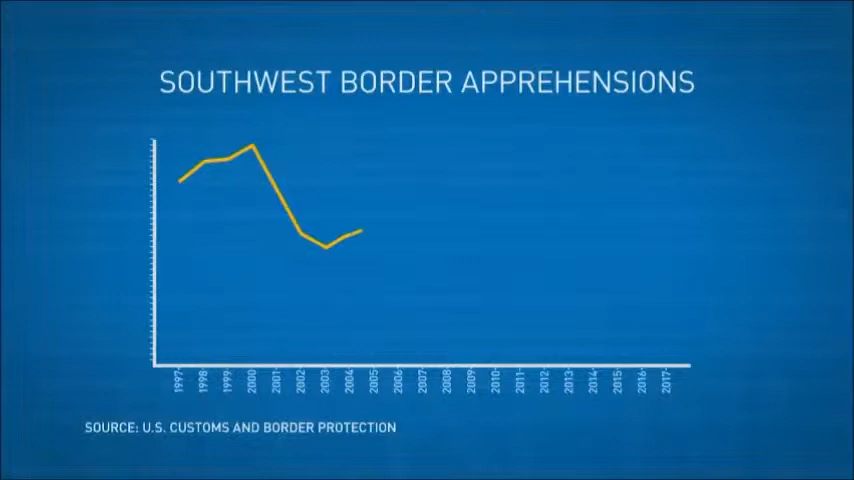 SOUTHWEST BORDER APPREHENSIONS
1997 1998 1999 2000 2001 2002 2003 2004 2005 2006 2007 2008 2009 2010 2011 2012 2013 2014 2015 2016 2017
SOURCE: U.S. CUSTOMS AND BORDER PROTECTION